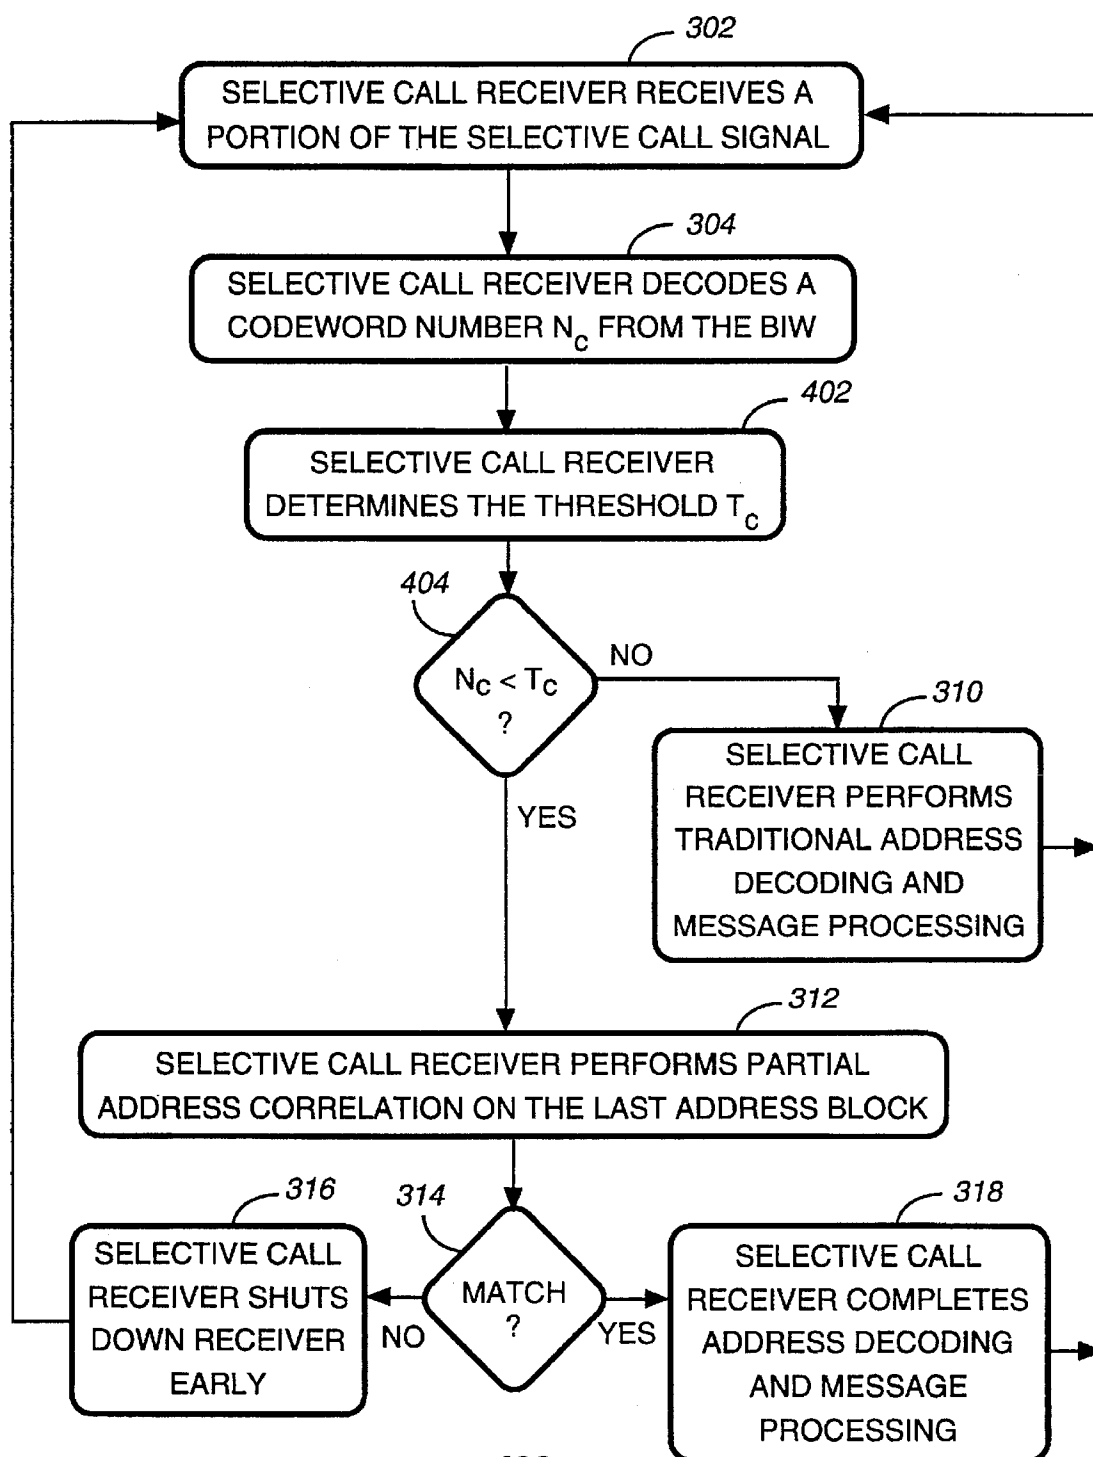 302
SELECTIVE CALL RECEIVER RECEIVES A
PORTION OF THE SELECTIVE CALL SIGNAL
304
SELECTIVE CALL RECEIVER DECODES A
CODEWORD NUMBER NC FROM THE BIW
402
SELECTIVE CALL RECEIVER
DETERMINES THE THRESHOLD TC
404
NC < TC
?
NO
YES
310
SELECTIVE CALL
RECEIVER PERFORMS
TRADITIONAL ADDRESS
DECODING AND
MESSAGE PROCESSING
312
SELECTIVE CALL RECEIVER PERFORMS PARTIAL
ADDRESS CORRELATION ON THE LAST ADDRESS BLOCK
314
MATCH
?
NO
YES
316
SELECTIVE CALL
RECEIVER SHUTS
DOWN RECEIVER
EARLY
318
SELECTIVE CALL
RECEIVER COMPLETES
ADDRESS DECODING
AND MESSAGE
PROCESSING